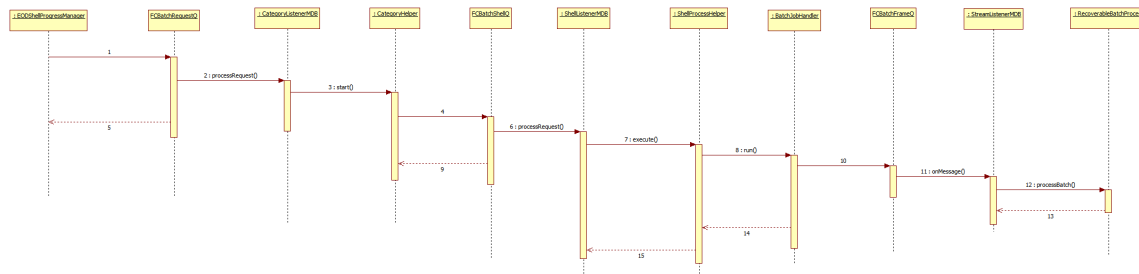 : EODShellProgressManager
FCBatchRequestQ
: CategoryListenerMDB
: CategoryHelper
FCBatchShellQ
: ShellListenerMDB
: ShellProcessHelper
: BatchJobHandler
FCBatchFrameQ
: StreamListenerMDB
: RecoverableBatchProce
1
2 : processRequest()
3 : start()
4
5
6 : processRequest()
7 : execute()
8 : run()
9
10
11 : onMessage()
12 : processBatch()
13
14
15